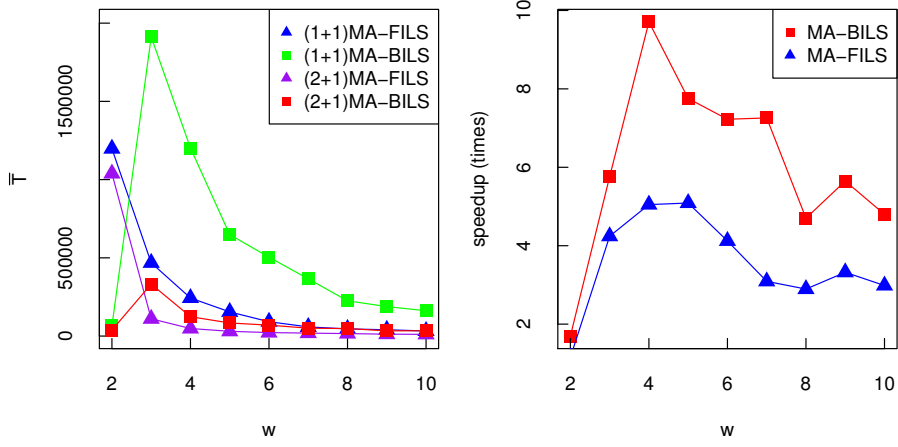 (1+1)MA−FILS
(1+1)MA−BILS
(2+1)MA−FILS
(2+1)MA−BILS
T
0
500000
1500000
2
4
6
8
10
w
MA−BILS
MA−FILS
speedup (times)
2
4
6
8
10
2
4
6
8
10
w